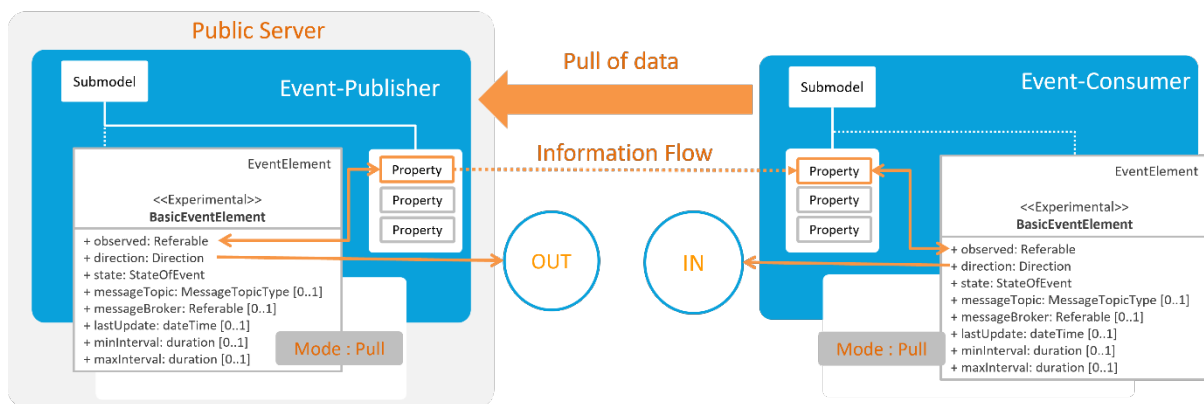 Public Server
Submodel
Event-Publisher
EventElement
<<Experimental>>
BasicEventElement
+ observed: Referable
+ direction: Direction
+ state: StateOfEvent
+ messageTopic: MessageTopicType [0..1]
+ messageBroker: Referable [0..1]
+ lastUpdate: dateTime [0..1]
+ minInterval: duration [0..1]
+ maxInterval: duration [0..1]
Property
Property
Property
Mode : Pull
Pull of data
Information Flow
OUT
IN
Submodel
Event-Consumer
Property
Property
Property
EventElement
<<Experimental>>
BasicEventElement
+ observed: Referable
+ direction: Direction
+ state: StateOfEvent
+ messageTopic: MessageTopicType [0..1]
+ messageBroker: Referable [0..1]
+ lastUpdate: dateTime [0..1]
+ minInterval: duration [0..1]
+ maxInterval: duration [0..1]
Mode : Pull